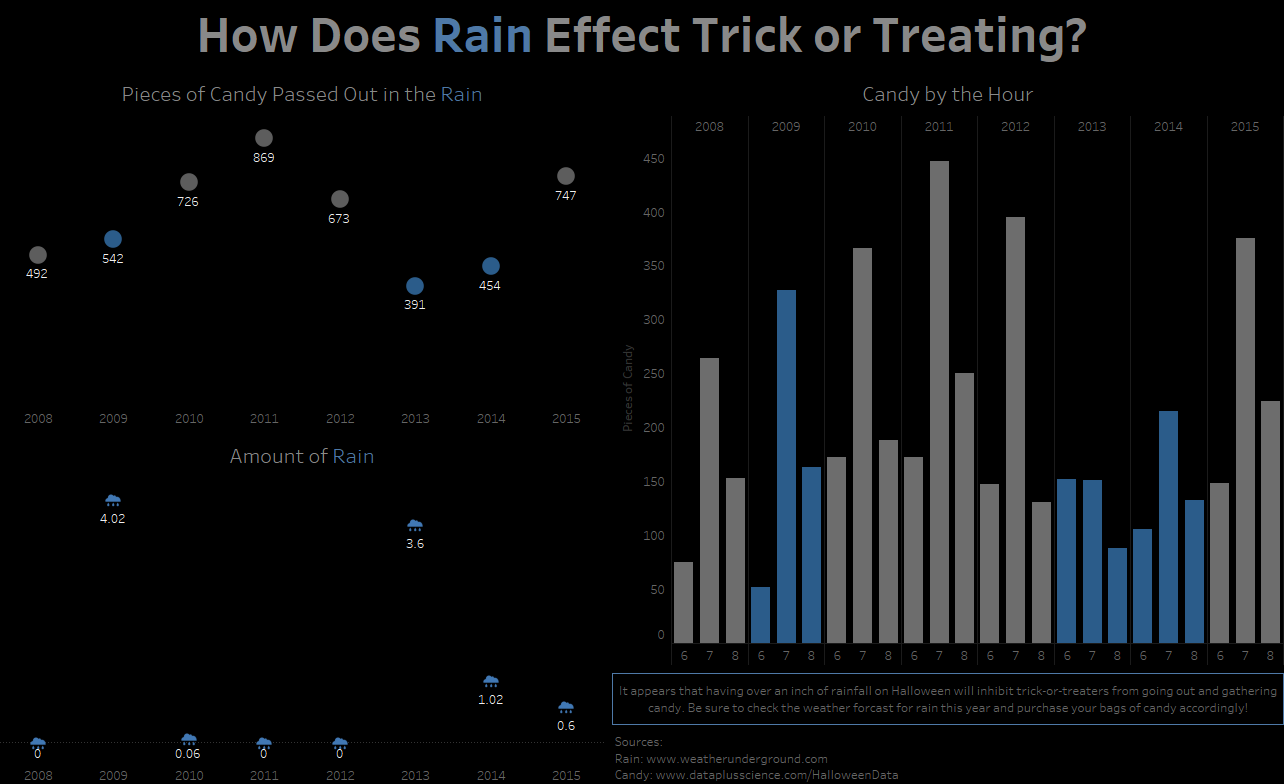 How Does Rain Effect Trick or Treating?
Pieces of Candy Passed Out in the Rain
869
726
747
673
542
492
454
391
2008 2009 2010 2011 2012 2013 2014 2015
Amount of Rain
4.02
3.6
1.02
0.6
0 0.06 0 0
2008 2009 2010 2011 2012 2013 2014 2015
Candy by the Hour
2008 2009 2010 2011 2012 2013 2014 2015
450
400
350
300
250
200
150
100
50
0
Pieces of Candy
6 7 8 6 7 8 6 7 8 6 7 8 6 7 8 6 7 8 6 7 8 6 7 8
It appears that having over an inch of rainfall on Halloween will inhibit trick-or-treaters from going out and gathering
candy. Be sure to check the weather forcast for rain this year and purchase your bags of candy accordingly!
Sources:
Rain: www.weatherunderground.com
Candy: www.dataplusscience.com/HalloweenData